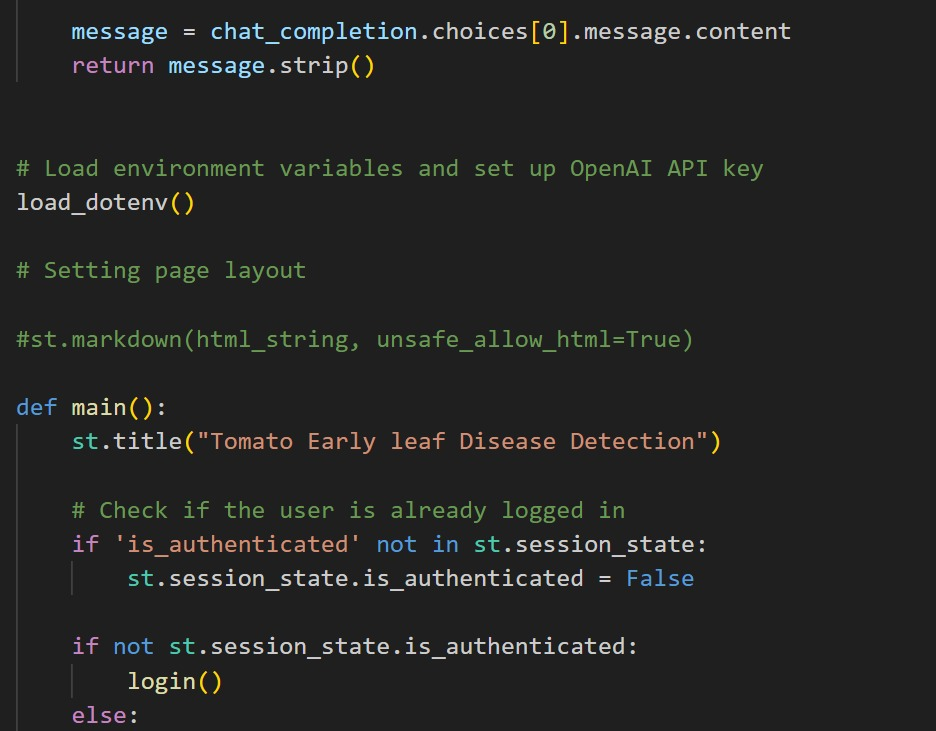 message = chat_completion.choices[0].message.content
return message.strip()
# Load environment variables and set up OpenAI API key
load_dotenv()
# Setting page layout
#st.markdown(html_string, unsafe_allow_html=True)
def main():
st.title("Tomato Early leaf Disease Detection")
# Check if the user is already logged in
if 'is_authenticated' not in st.session_state:
st.session_state.is_authenticated = False
if not st.session_state.is_authenticated:
login()
else: